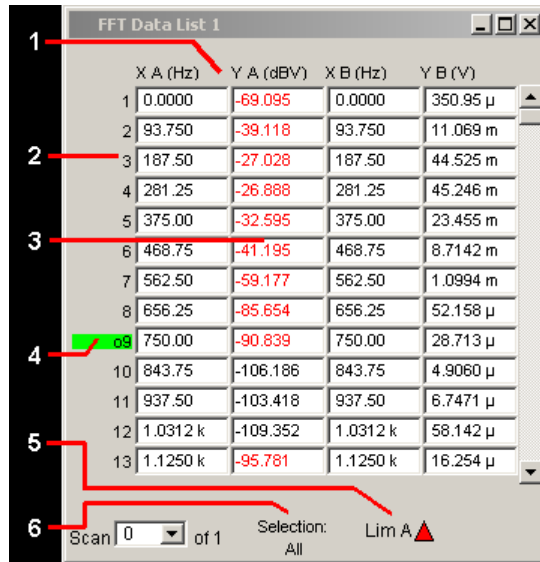 FFT Data List 1
1
X A (Hz) Y A (dBV) X B (Hz) Y B (V)
1 0.0000 -69.095 0.0000 350.95 µ
2 93.750 -39.118 93.750 11.069 m
2
3 187.50 -27.028 187.50 44.525 m
4 281.25 -26.888 281.25 45.246 m
5 375.00 -32.595 375.00 23.455 m
3
6 468.75 -41.195 468.75 8.7142 m
7 562.50 -59.177 562.50 1.0994 m
8 656.25 -85.654 656.25 52.158 µ
o9 750.00 -90.839 750.00 28.713 µ
4
10 843.75 -106.186 843.75 4.9060 µ
11 937.50 -103.418 937.50 6.7471 µ
12 1.0312 k -109.352 1.0312 k 58.142 µ
5
13 1.1250 k -95.781 1.1250 k 16.254 µ
6
Scan 0 of 1 Selection: Lim A
All